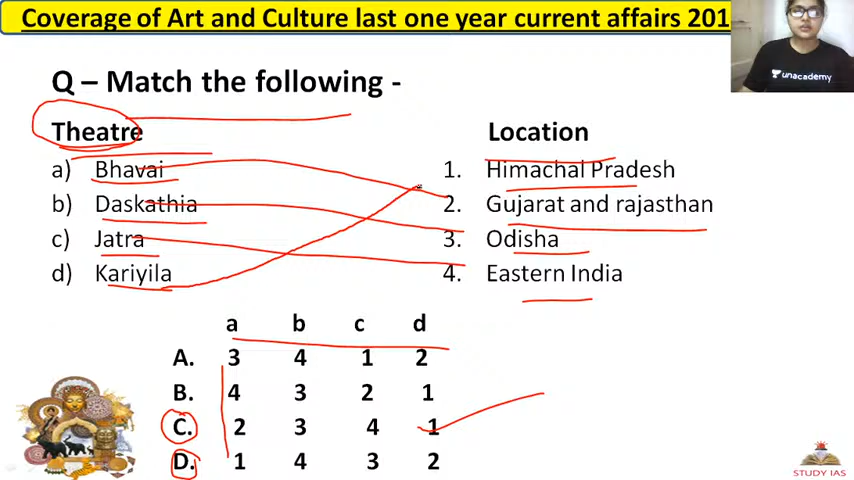 Coverage of Art and Culture last one year current affairs 201
unacademy
Q – Match the following -
Theatre Location
a) Bhavai 1. Himachal Pradesh
b) Daskathia 2. Gujarat and rajasthan
c) Jatra 3. Odisha
d) Kariyila 4. Eastern India
a b c d
A. 3 4 1 2
B. 4 3 2 1
C. 2 3 4 1
D. 1 4 3 2
STUDY IAS